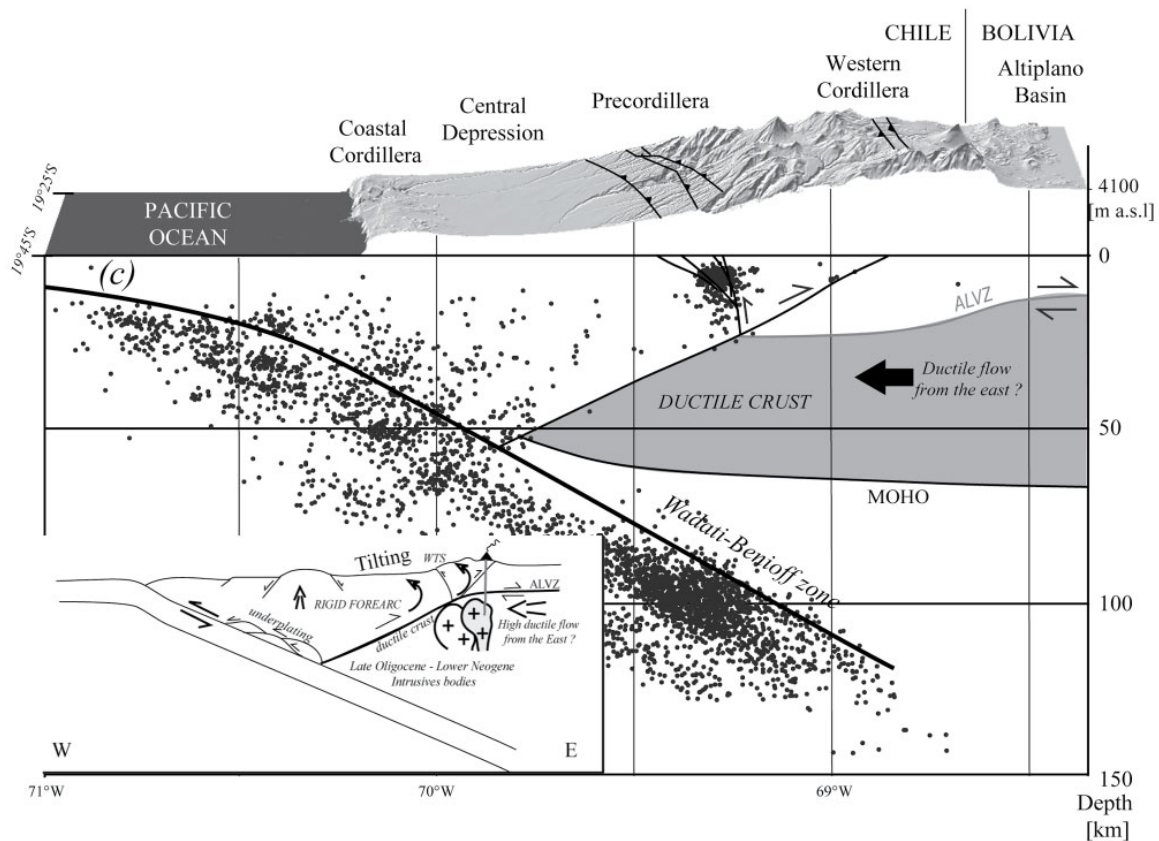 CHILE
BOLIVIA
Western
Cordillera
Altiplano
Basin
Precordillera
Central
Depression
Coastal
Cordillera
19°25'S
19°45'S
PACIFIC
OCEAN
4100
[m a.s.l]
0
(c)
ALVZ
Ductile flow
from the east ?
DUCTILE CRUST
50
MOHO
Wadati-Benioff zone
100
Tilting
WTS
ALVZ
RIGID FOREARC
underplating
ductile crust
High ductile flow
from the East ?
Late Oligocene - Lower Neogene
Intrusives bodies
W
E
150
71°W
70°W
69°W
Depth
[km]